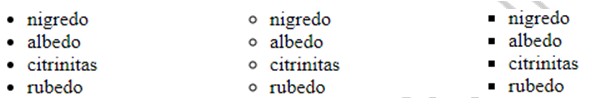 • nigredo
• albedo
• citrinitas
• rubedo
○ nigredo
○ albedo
○ citrinitas
○ rubedo
■ nigredo
■ albedo
■ citrinitas
■ rubedo